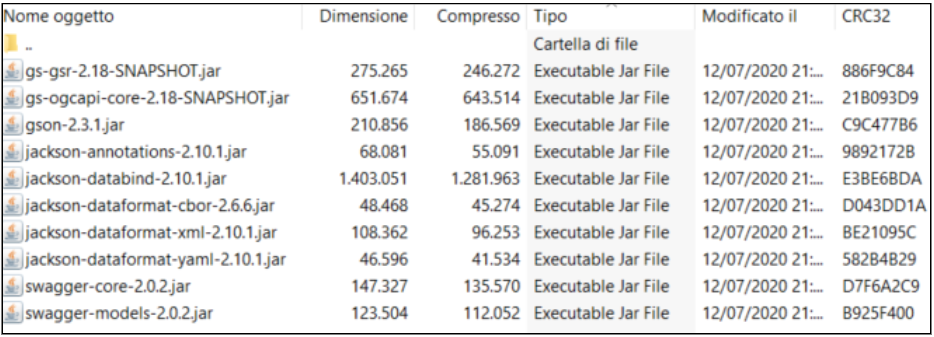 Nome oggetto Dimensione Compresso Tipo Modificato il CRC32
.. Cartella di file
gs-gsr-2.18-SNAPSHOT.jar 275.265 246.272 Executable Jar File 12/07/2020 21:... 886F9C84
gs-ogcapi-core-2.18-SNAPSHOT.jar 651.674 643.514 Executable Jar File 12/07/2020 21:... 21B093D9
gson-2.3.1.jar 210.856 186.569 Executable Jar File 12/07/2020 21:... C9C477B6
jackson-annotations-2.10.1.jar 68.081 55.091 Executable Jar File 12/07/2020 21:... 9892172B
jackson-databind-2.10.1.jar 1.403.051 1.281.963 Executable Jar File 12/07/2020 21:... E3BE6BDA
jackson-dataformat-cbor-2.6.6.jar 48.468 45.274 Executable Jar File 12/07/2020 21:... D043DD1A
jackson-dataformat-xml-2.10.1.jar 108.362 96.253 Executable Jar File 12/07/2020 21:... BE21095C
jackson-dataformat-yaml-2.10.1.jar 46.596 41.534 Executable Jar File 12/07/2020 21:... 582B4B29
swagger-core-2.0.2.jar 147.327 135.570 Executable Jar File 12/07/2020 21:... D7F6A2C9
swagger-models-2.0.2.jar 123.504 112.052 Executable Jar File 12/07/2020 21:... B925F400